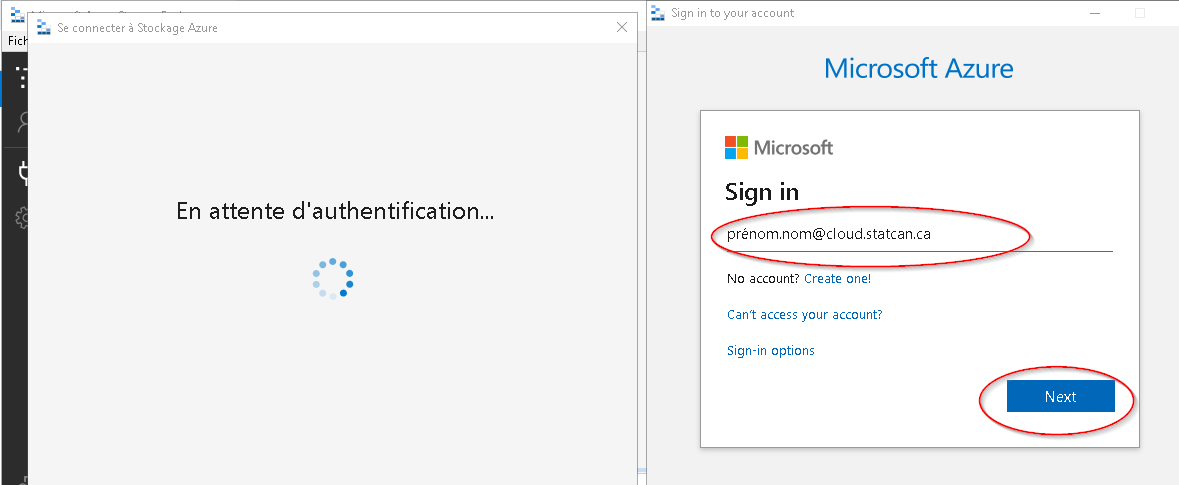 Se connecter à Stockage Azure
Fich
En attente d'authentification...
Sign in to your account
Microsoft Azure
Microsoft
Sign in
prénom.nom@cloud.statcan.ca
No account? Create one!
Can't access your account?
Sign-in options
Next